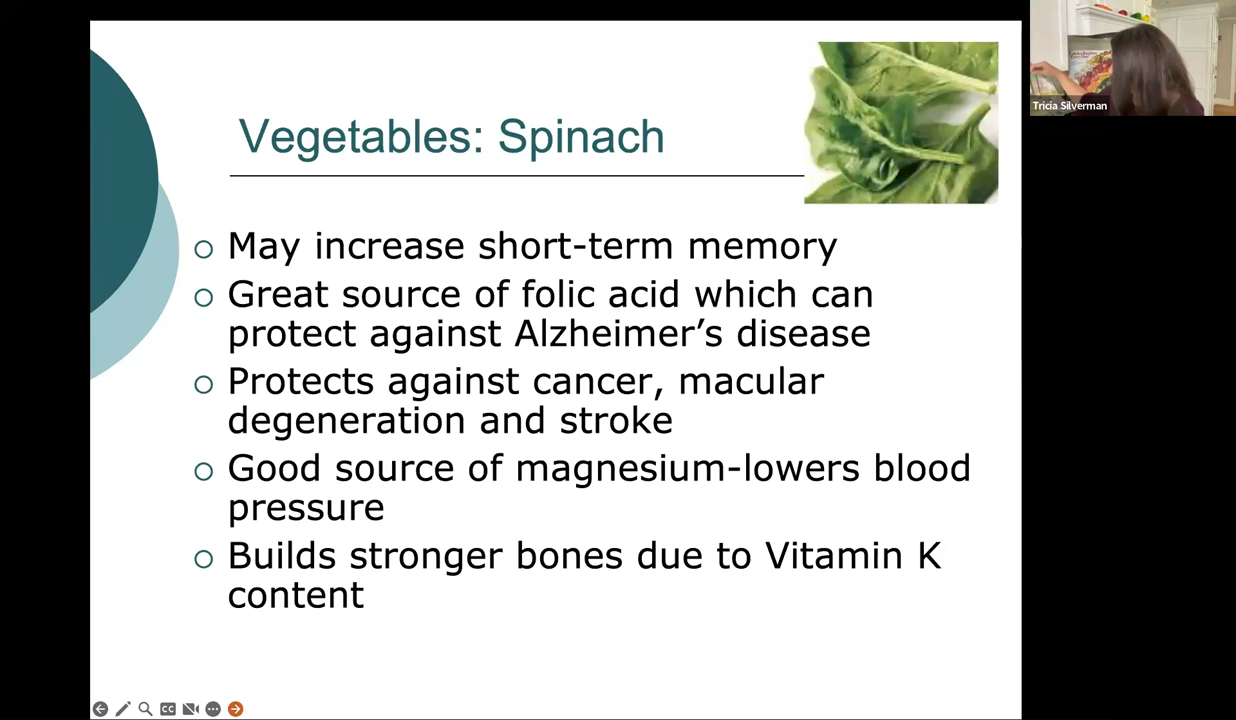 Vegetables: Spinach
May increase short-term memory
Great source of folic acid which can
protect against Alzheimer’s disease
Protects against cancer, macular
degeneration and stroke
Good source of magnesium-lowers blood
pressure
Builds stronger bones due to Vitamin K
content
Tricia Silverman
CC